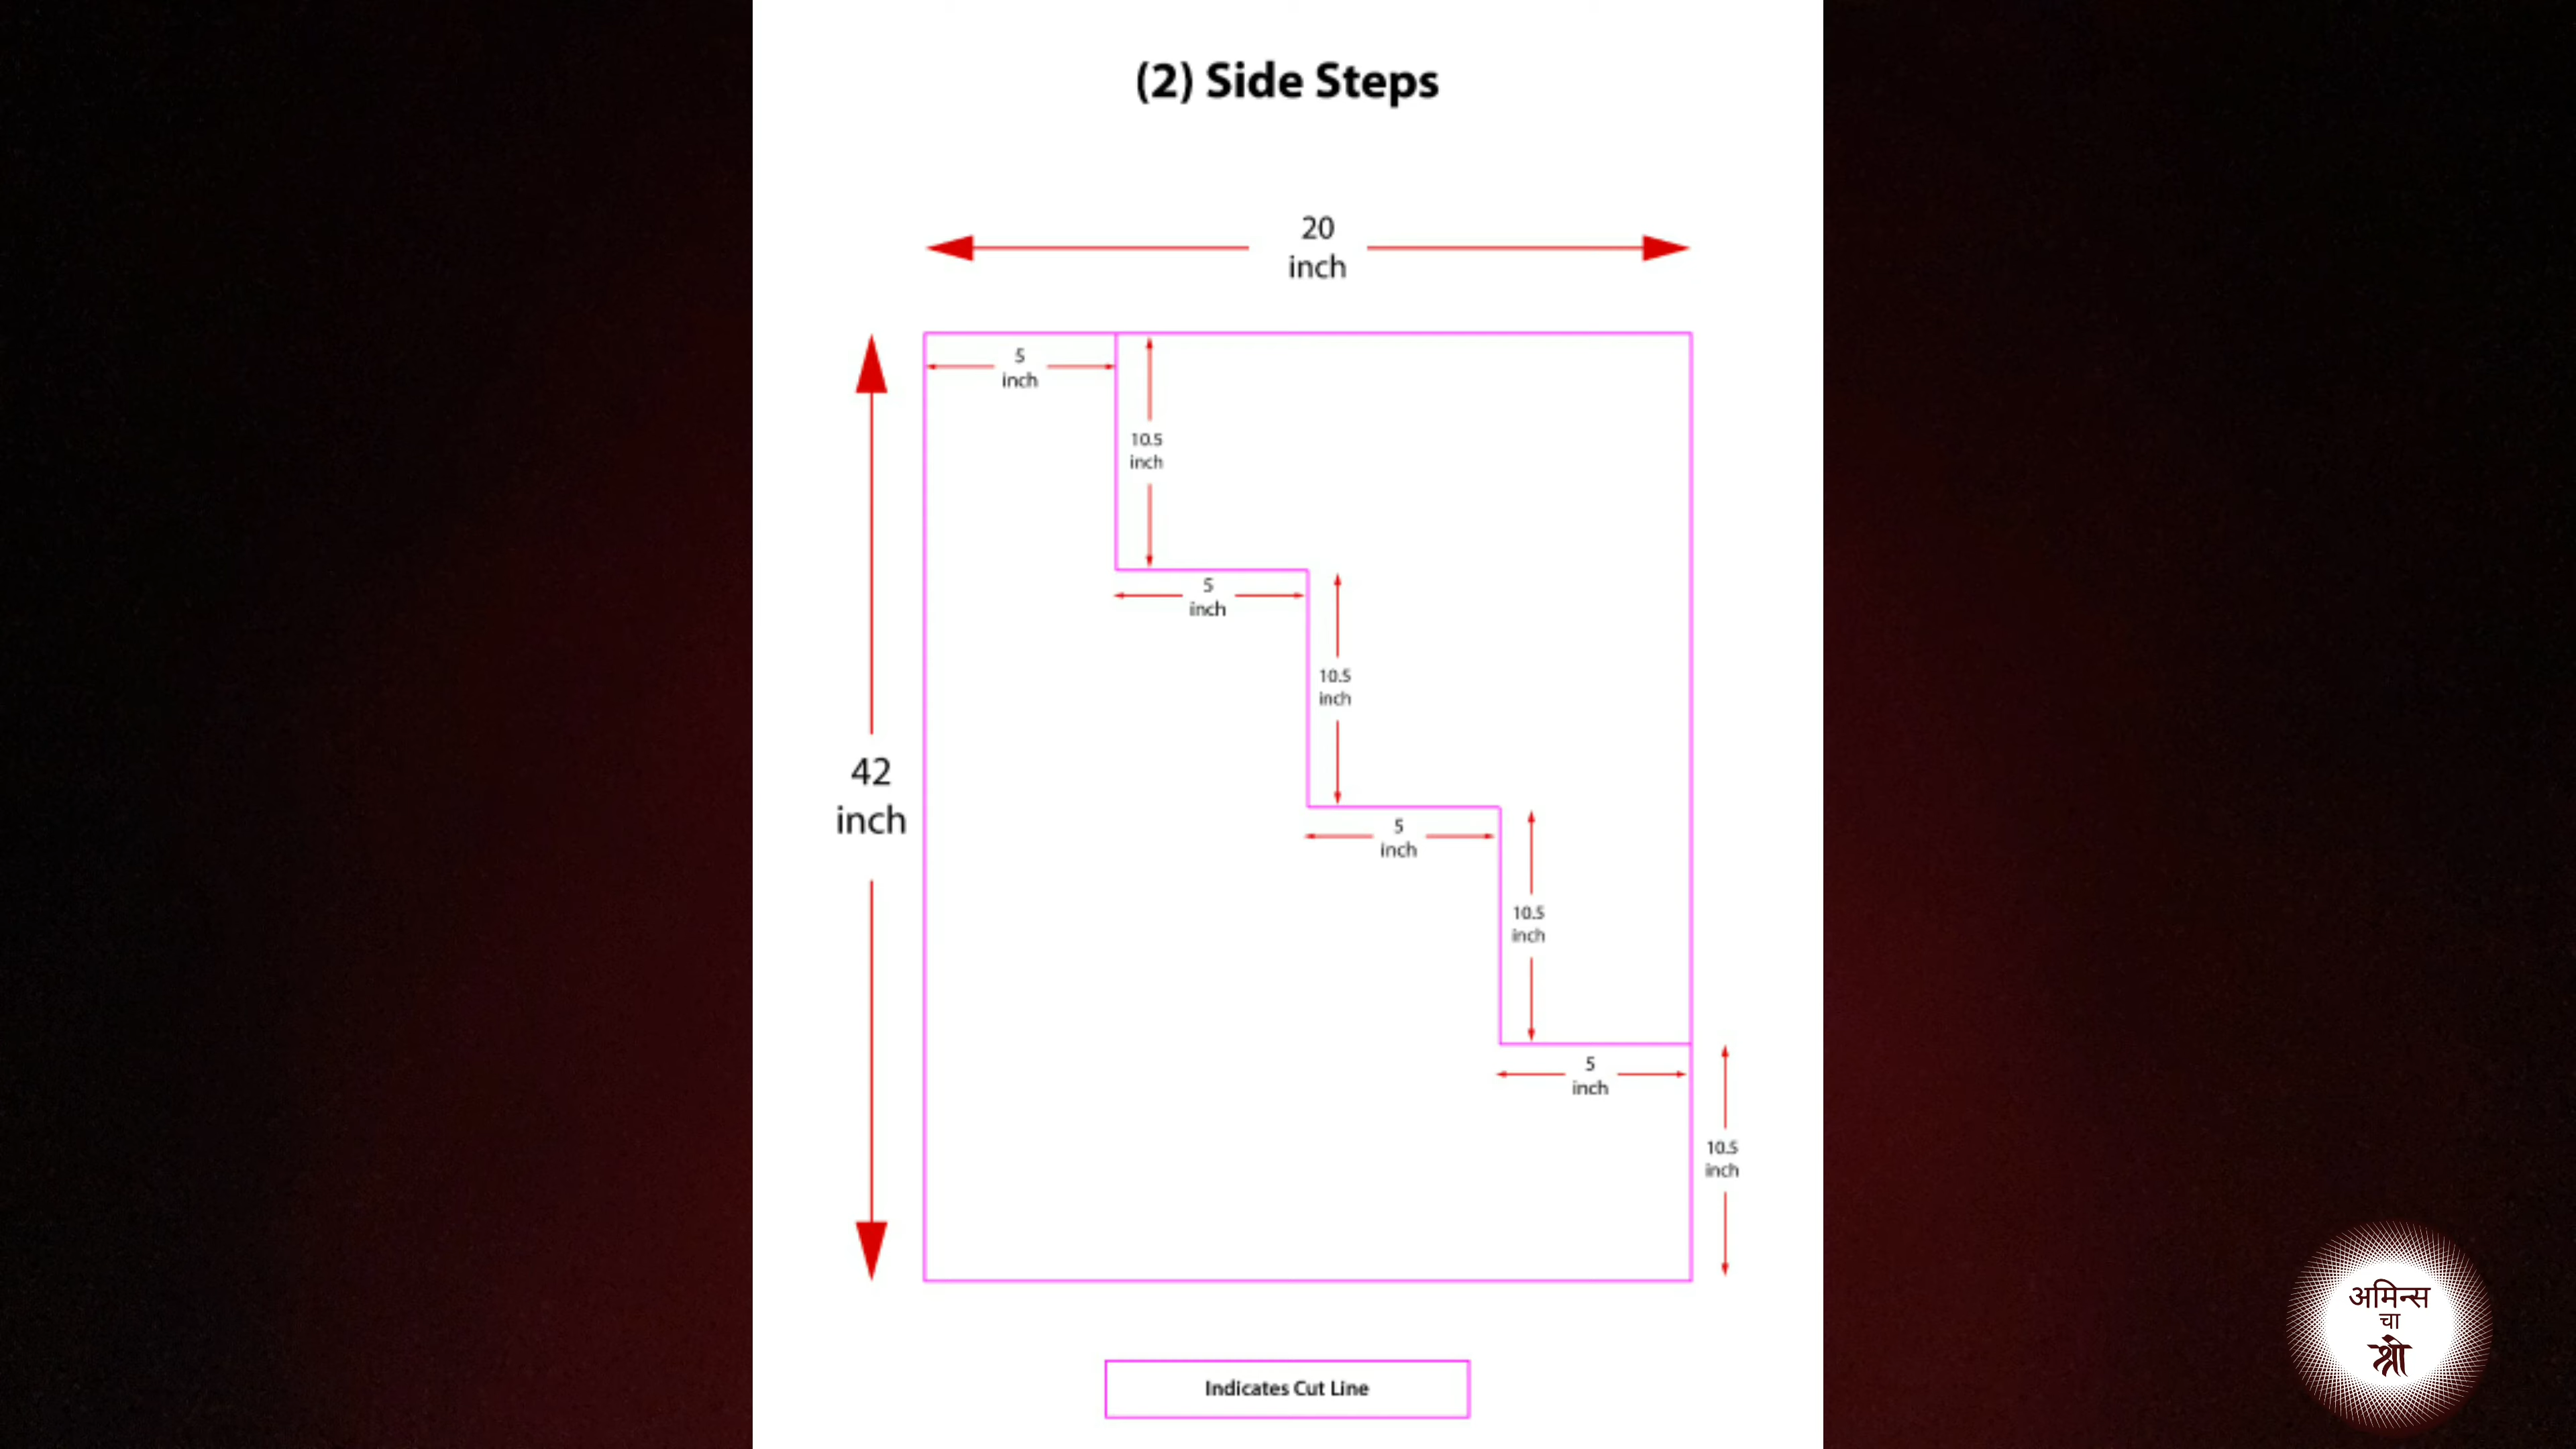 (2) Side Steps
20
inch
5
inch
10.5
inch
5
inch
10.5
inch
42
inch
5
inch
10.5
inch
5
inch
10.5
inch
Indicates Cut Line
अमिन्स
चा
श्री